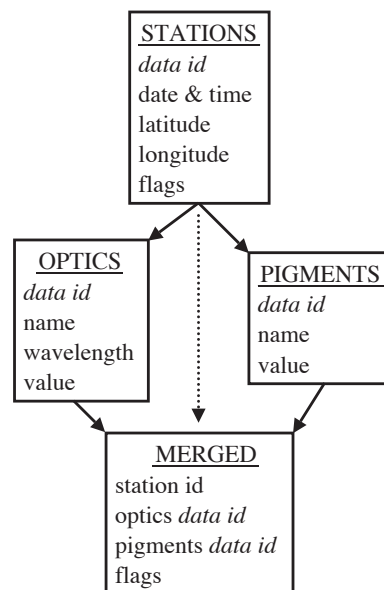 STATIONS
data id
date & time
latitude
longitude
flags
OPTICS
data id
name
wavelength
value
PIGMENTS
data id
name
value
MERGED
station id
optics data id
pigments data id
flags